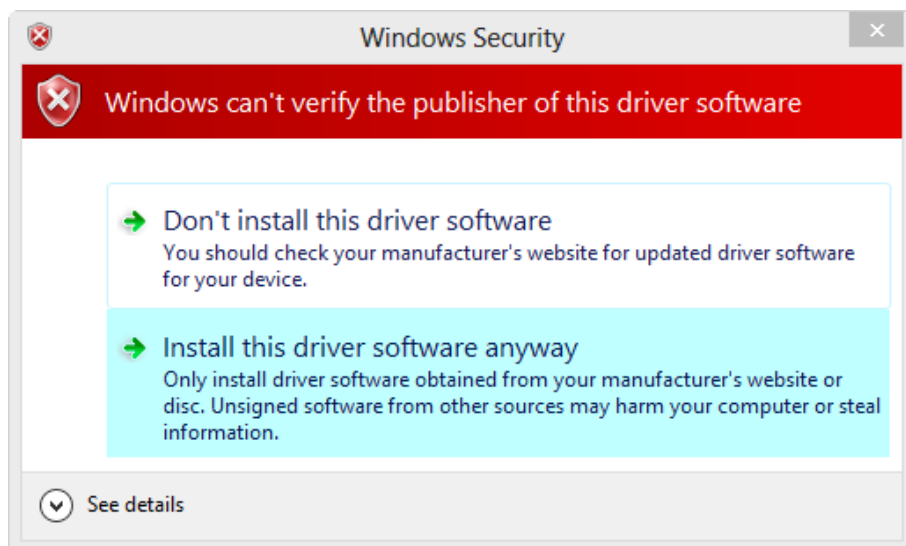 Windows Security
Windows can't verify the publisher of this driver software
Don't install this driver software
You should check your manufacturer's website for updated driver software
for your device.
Install this driver software anyway
Only install driver software obtained from your manufacturer's website or
disc. Unsigned software from other sources may harm your computer or steal
information.
See details